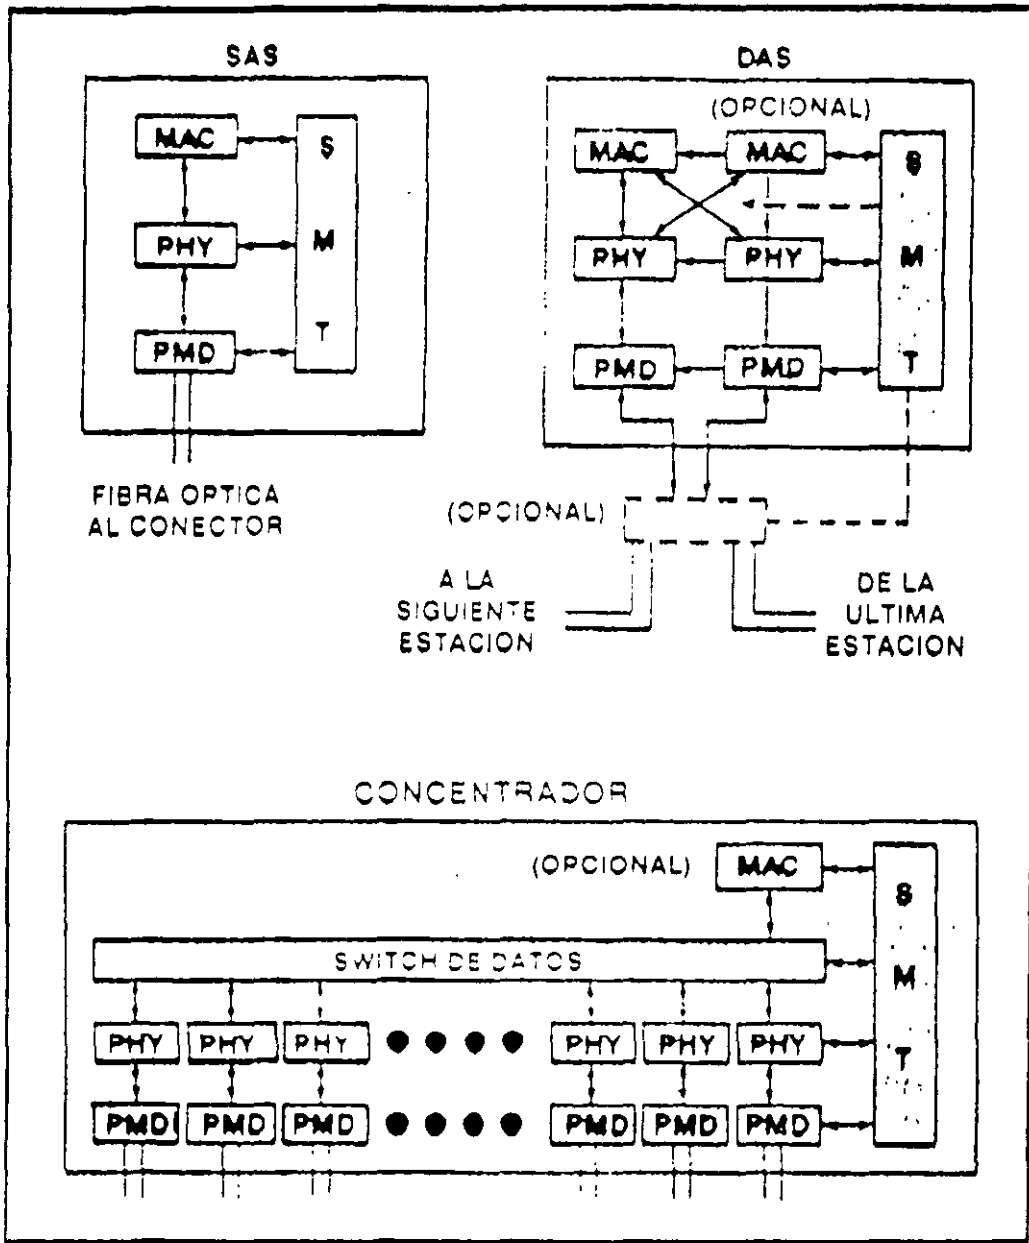 SAS
MAC
PHY
PMD
S
M
T
FIBRA OPTICA
AL CONECTOR
DAS
(OPCIONAL)
MAC MAC
PHY PHY
PMD PMD
S
M
T
(OPCIONAL)
A LA
SIGUIENTE
ESTACION
DE LA
ULTIMA
ESTACION
CONCENTRADOR
(OPCIONAL) MAC
SWITCH DE DATOS
PHY PHY PHY PHY PHY PHY
PMD PMD PMD PMD PMD PMD
S
M
T